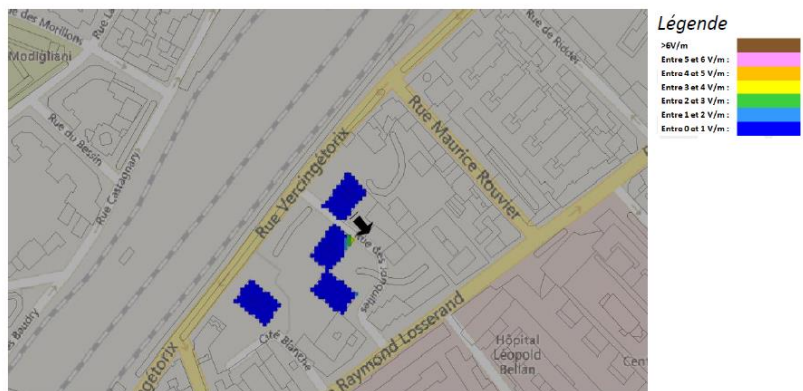 Légende
>6V/m
Entre 5 et 6 V/m :
Entre 4 et 5 V/m :
Entre 3 et 4 V/m :
Entre 2 et 3 V/m :
Entre 1 et 2 V/m :
Entre 0 et 1 V/m :
des Morillons
Rue
Modigliani
Rue du Bessin
Rue Castagnary
Rue de Ridder
Rue Vercingétorix
Rue Maurice Rouvier
Rue des
Jonquilles
Baudry
Cité Blanche
Raymond Losserand
Hôpital
Léopold
Bellan
Cent